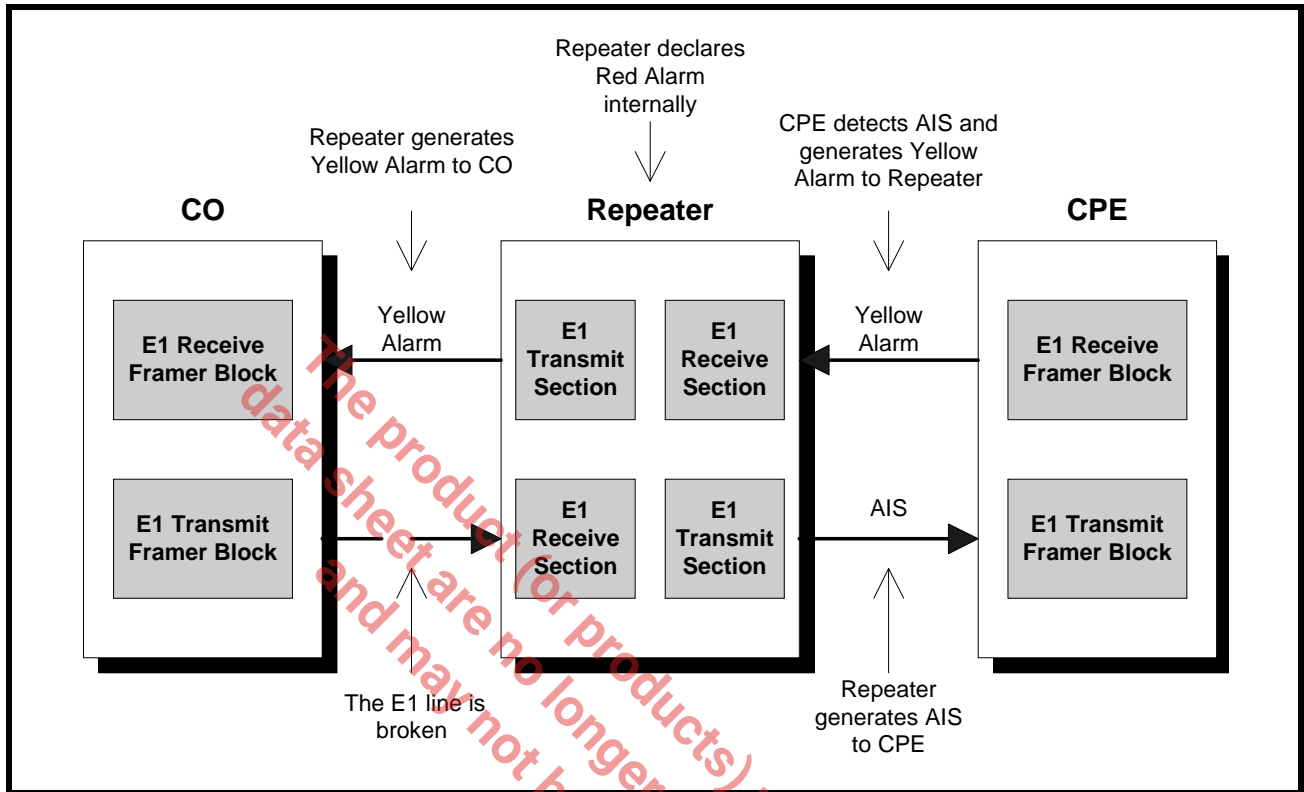 Repeater declares
Red Alarm
internally
Repeater generates
Yellow Alarm to CO
CPE detects AIS and
generates Yellow
Alarm to Repeater
CO
Repeater
CPE
E1 Receive
Framer Block
Yellow
Alarm
E1
Transmit
Section
E1
Receive
Section
Yellow
Alarm
E1 Receive
Framer Block
E1 Transmit
Framer Block
E1
Receive
Section
E1
Transmit
Section
AIS
E1 Transmit
Framer Block
The E1 line is
broken
Repeater
generates AIS
to CPE
The product (or products)
data sheet are no longer
and may not b